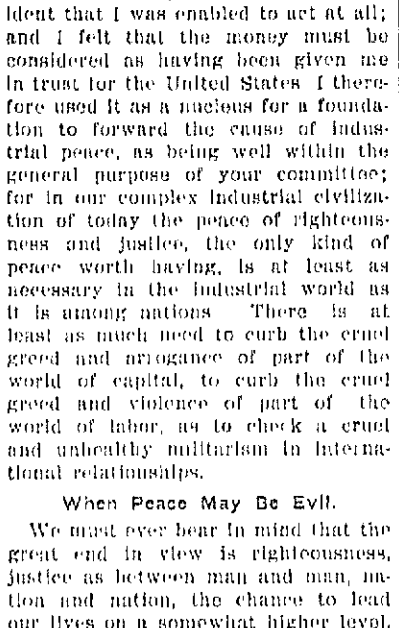 ident that I was enabled to act at all;
and I felt that the money must be
considered as having been given me
in trust for the United States I there-
fore used it as a nucleus for a founda-
tion to forward the cause of indus-
trial peace, as being well within the
general purpose of your committee;
for in our complex industrial civiliza-
tion of today the peace of righteous-
ness and justice, the only kind of
peace worth having, is at least as
necessary in the industrial world as
it is among nations There is at
least as much need to curb the cruel
greed and arrogance of part of the
world of capital, to curb the cruel
greed and violence of part of the
world of labor, as to check a cruel
and unhealthy militarism in interna-
tional relationships.
When Peace May Be Evil.
We must ever bear in mind that the
great end in view is righteousness,
justice as between man and man, na-
tion and nation, the chance to lead
our lives on a somewhat higher level,